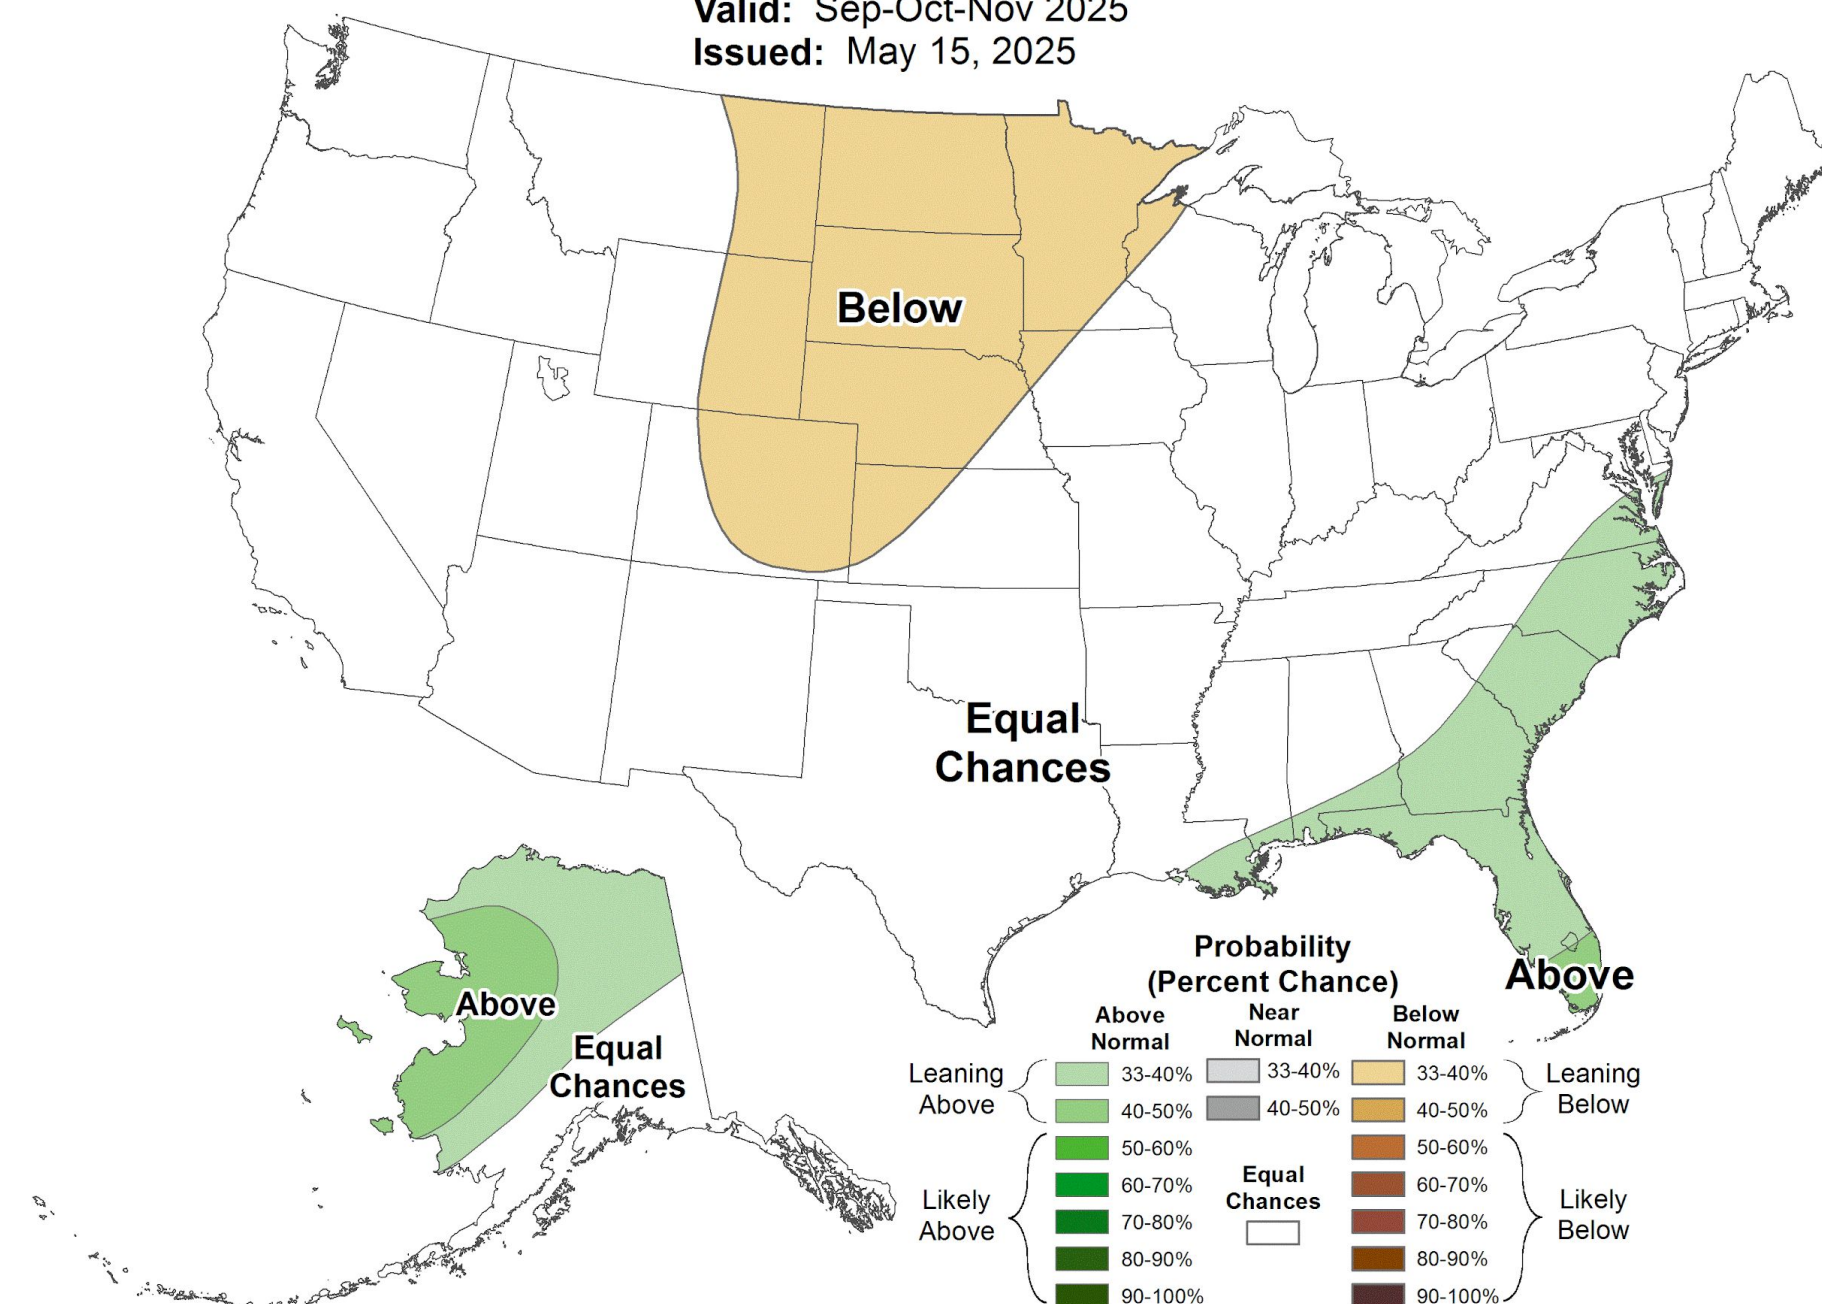 Valid: Sep-Oct-Nov 2025
Issued: May 15, 2025
Below
Equal
Chances
Above
Above
Equal
Chances
Probability
(Percent Chance)
Above
Normal
Near
Normal
Below
Normal
Leaning
Above
33-40%
33-40%
33-40%
Leaning
Below
40-50%
40-50%
40-50%
50-60%
50-60%
Likely
Above
Equal
Chances
60-70%
60-70%
Likely
Below
70-80%
70-80%
80-90%
80-90%
90-100%
90-100%